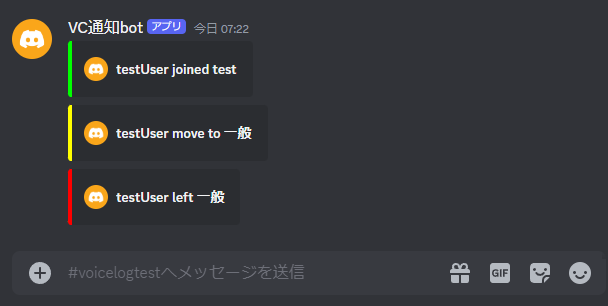 VC通知bot アプリ 今日 07:22
testUser joined test
testUser move to 一般
testUser left 一般
#voicelogtestへメッセージを送信
GIF